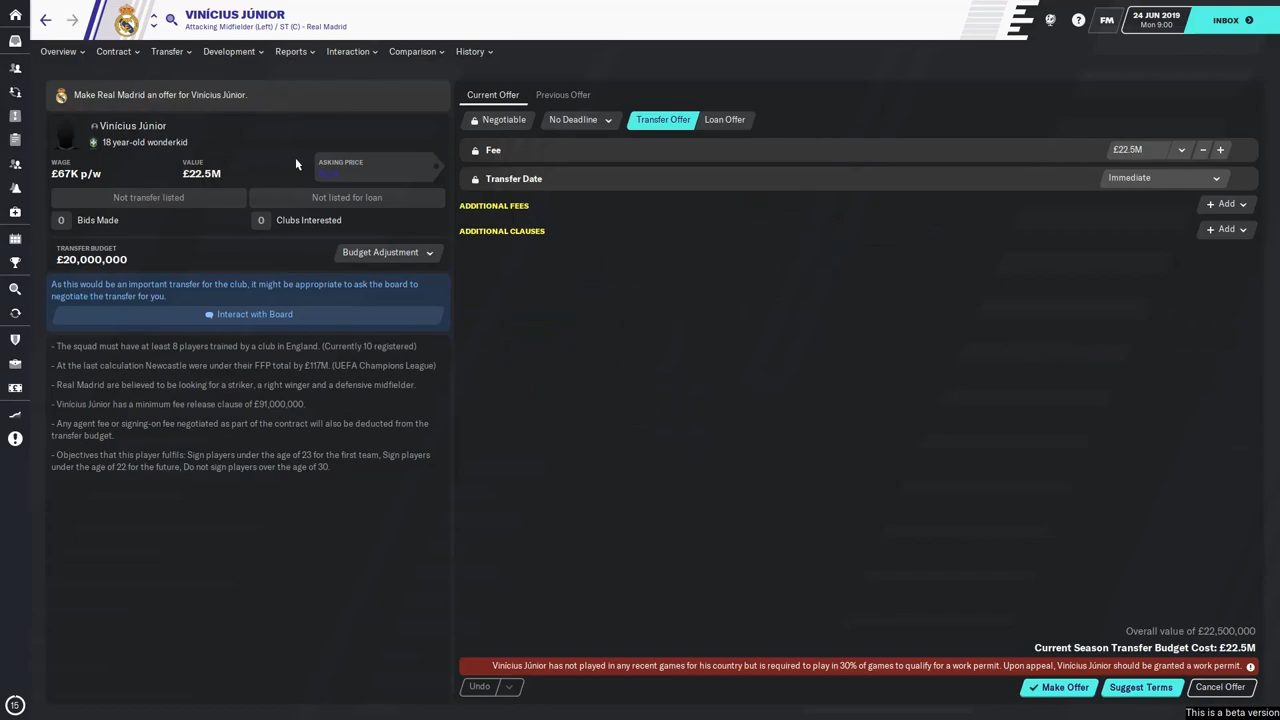 VINÍCIUS JÚNIOR
Attacking Midfielder (Left) / ST (C) - Real Madrid
FM
24 JUN 2019
Mon 9:00
INBOX
Overview
Contract
Transfer
Development
Reports
Interaction
Comparison
History
Make Real Madrid an offer for Vinícius Júnior.
Vinícius Júnior
18 year-old wonderkid
WAGE
£67K p/w
VALUE
£22.5M
ASKING PRICE
Not transfer listed
Not listed for loan
0 Bids Made
0 Clubs Interested
TRANSFER BUDGET
£20,000,000
Budget Adjustment
As this would be an important transfer for the club, it might be appropriate to ask the board to
negotiate the transfer for you.
Interact with Board
- The squad must have at least 8 players trained by a club in England. (Currently 10 registered)
- At the last calculation Newcastle were under their FFP total by £117M. (UEFA Champions League)
- Real Madrid are believed to be looking for a striker, a right winger and a defensive midfielder.
- Vinícius Júnior has a minimum fee release clause of £91,000,000.
- Any agent fee or signing-on fee negotiated as part of the contract will also be deducted from the
transfer budget.
- Objectives that this player fulfils: Sign players under the age of 23 for the first team, Sign players
under the age of 22 for the future, Do not sign players over the age of 30.
15
Current Offer
Previous Offer
Negotiable
No Deadline
Transfer Offer
Loan Offer
Fee
£22.5M
Transfer Date
Immediate
ADDITIONAL FEES
+ Add
ADDITIONAL CLAUSES
+ Add
Overall value of £22,500,000
Current Season Transfer Budget Cost: £22.5M
Vinícius Júnior has not played in any recent games for his country but is required to play in 30% of games to qualify for a work permit. Upon appeal, Vinícius Júnior should be granted a work permit.
Undo
Make Offer
Suggest Terms
Cancel Offer
This is a beta version